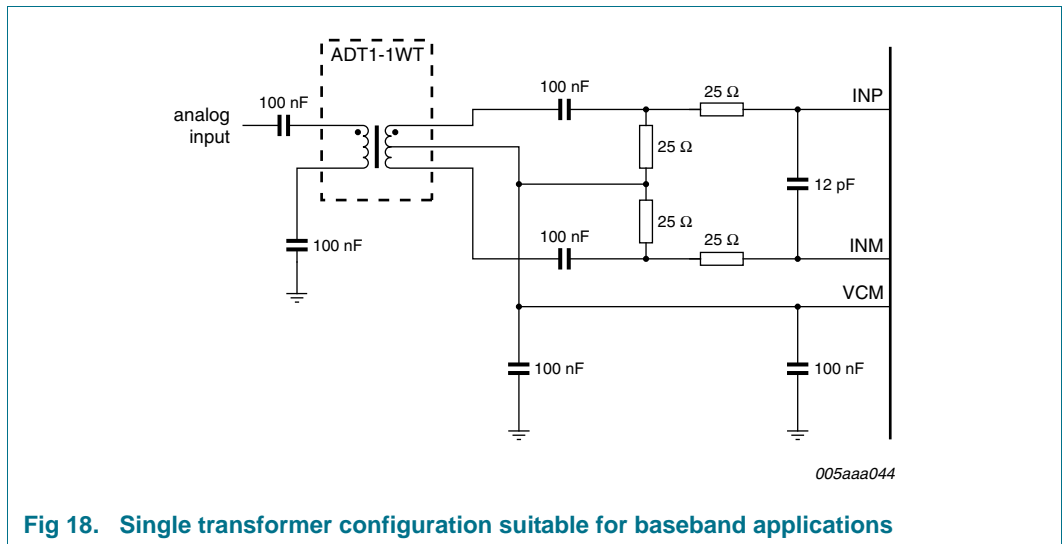 ADT1-1WT
analog
input
100 nF
100 nF
25 Ω
INP
25 Ω
12 pF
100 nF
25 Ω
100 nF
25 Ω
INM
VCM
100 nF
100 nF
005aaa044
Fig 18. Single transformer configuration suitable for baseband applications